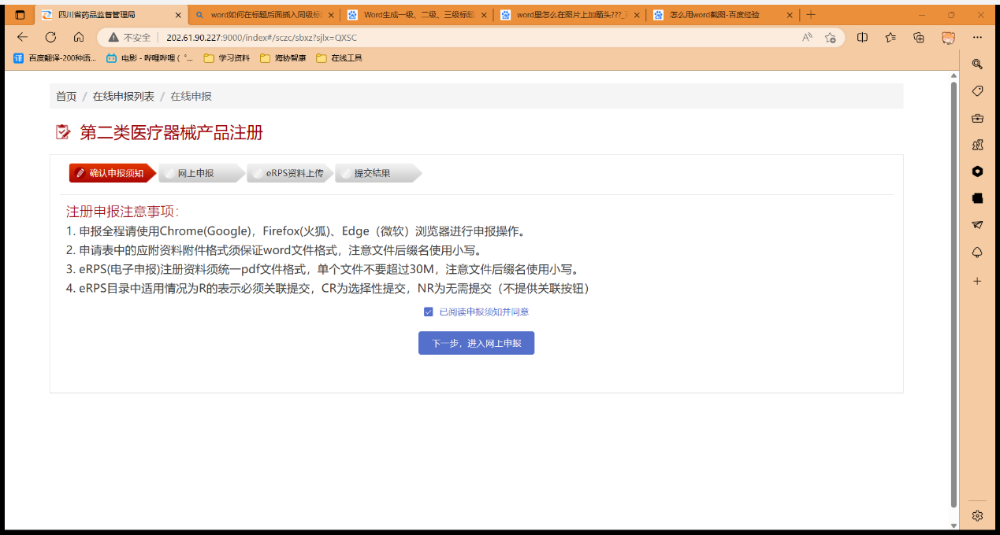 四川省药品监督管理局
word如何在标题后面插入同级标
Word生成一级、二级、三级标题
word里怎么在图片上加箭头???_
怎么用word截图-百度经验
不安全
202.61.90.227:9000/index#/sczc/sbxz?sjlx=QXSC
译 百度翻译-200种语...
电影 - 哔哩哔哩 ( ゜...
学习资料
海协智康
在线工具
首页 / 在线申报列表 / 在线申报
第二类医疗器械产品注册
确认申报须知
网上申报
eRPS资料上传
提交结果
注册申报注意事项：
1. 申报全程请使用Chrome(Google)，Firefox(火狐)、Edge（微软）浏览器进行申报操作。
2. 申请表中的应附资料附件格式须保证word文件格式，注意文件后缀名使用小写。
3. eRPS(电子申报)注册资料须统一pdf文件格式，单个文件不要超过30M，注意文件后缀名使用小写。
4. eRPS目录中适用情况为R的表示必须关联提交，CR为选择性提交，NR为无需提交（不提供关联按钮）
已阅读申报须知并同意
下一步，进入网上申报